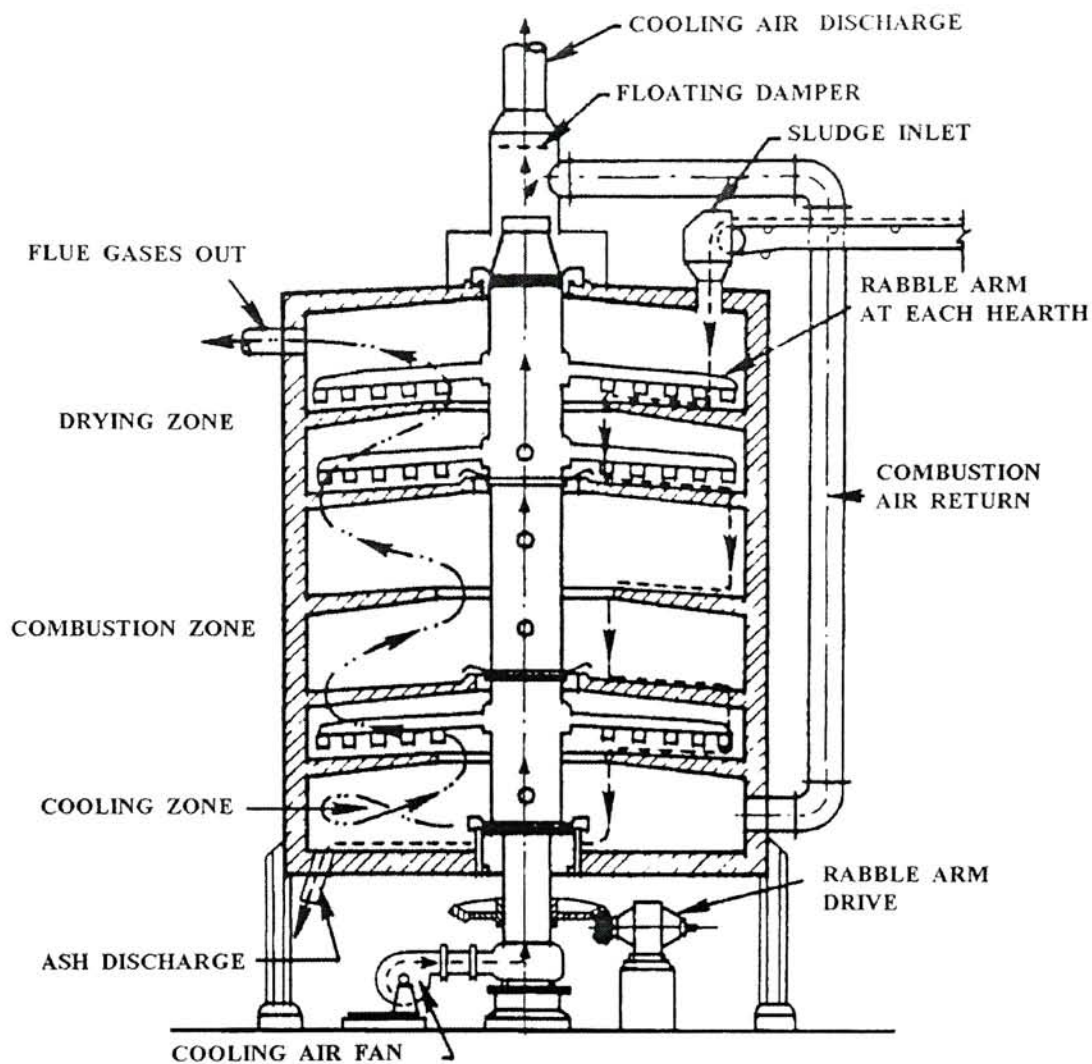 COOLING AIR DISCHARGE
FLOATING DAMPER
SLUDGE INLET
FLUE GASES OUT
RABBLE ARM
AT EACH HEARTH
DRYING ZONE
COMBUSTION
AIR RETURN
COMBUSTION ZONE
COOLING ZONE
RABBLE ARM
DRIVE
ASH DISCHARGE
COOLING AIR FAN